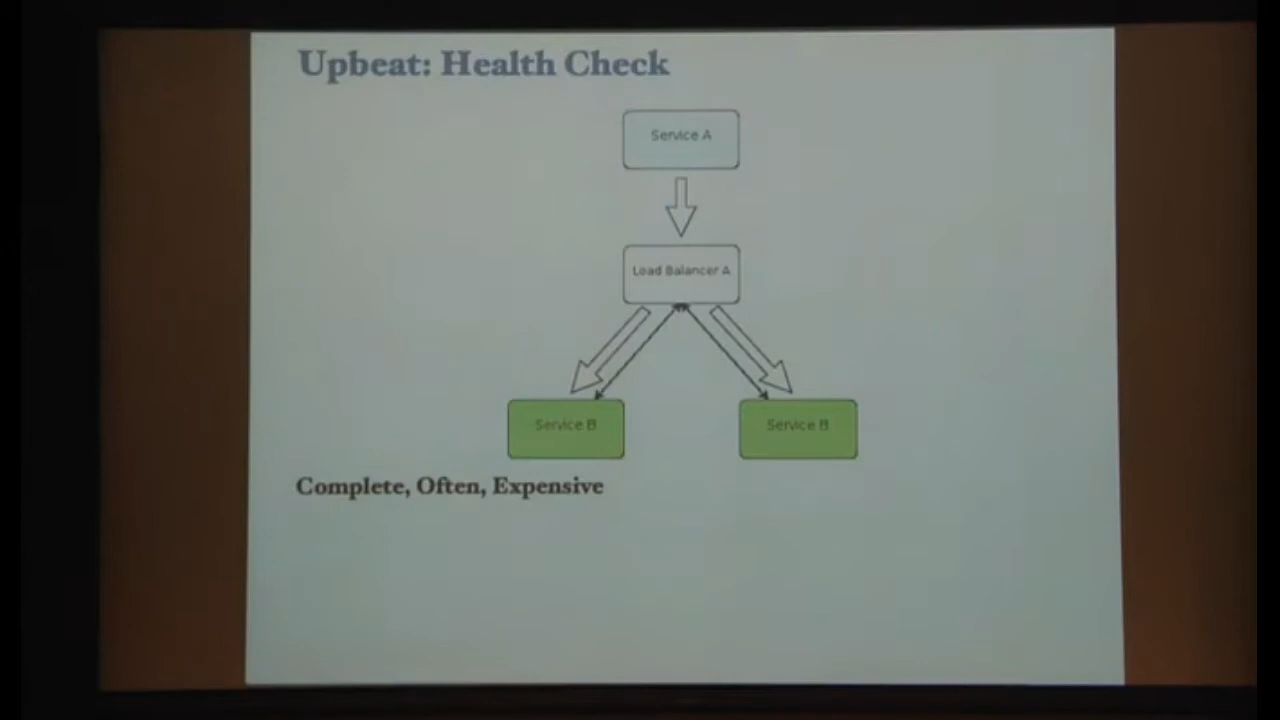 Upbeat: Health Check
Service A
Load Balancer A
Service B
Service B
Complete, Often, Expensive